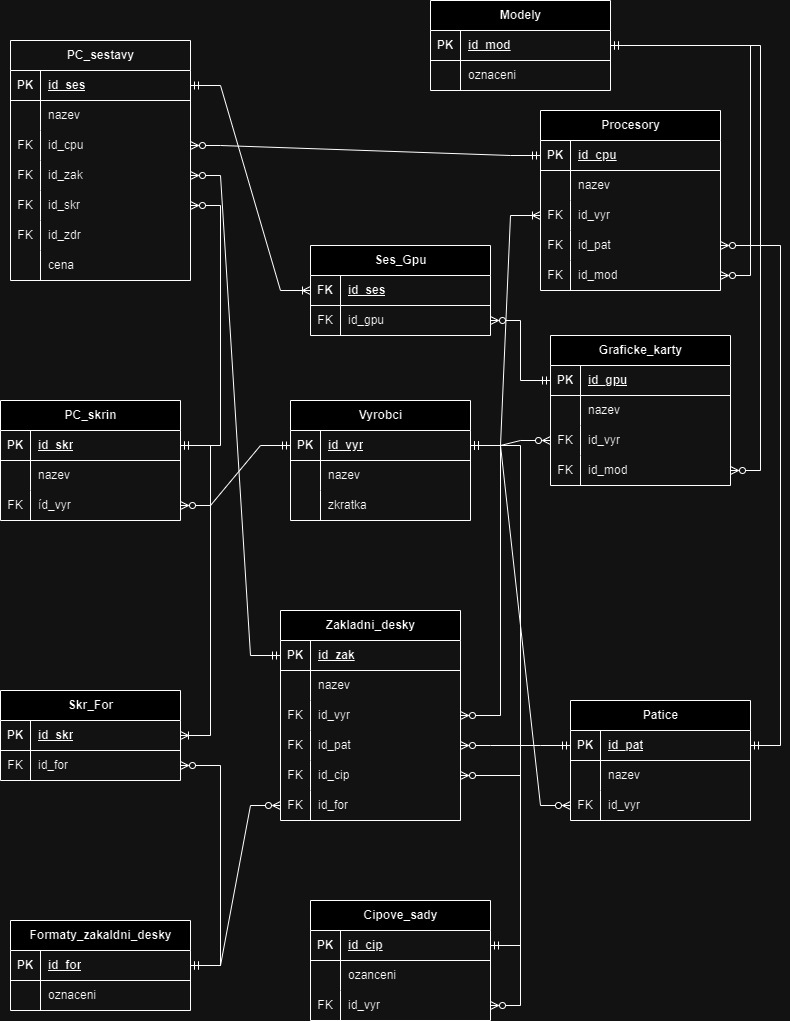 Modely
PK id_mod
oznaceni
PC_sestavy
PK id_ses
nazev
FK id_cpu
FK id_zak
FK id_skr
FK id_zdr
cena
Procesory
PK id_cpu
nazev
FK id_vyr
FK id_pat
FK id_mod
Ses_Gpu
FK id_ses
FK id_gpu
Graficke_karty
PK id_gpu
nazev
FK id_vyr
FK id_mod
PC_skrin
PK id_skr
nazev
FK íd_vyr
Vyrobci
PK id_vyr
nazev
zkratka
Zakladni_desky
PK id_zak
nazev
FK id_vyr
FK id_pat
FK id_cip
FK id_for
Skr_For
PK id_skr
FK id_for
Patice
PK id_pat
nazev
FK id_vyr
Formaty_zakaldni_desky
PK id_for
oznaceni
Cipove_sady
PK id_cip
ozanceni
FK id_vyr